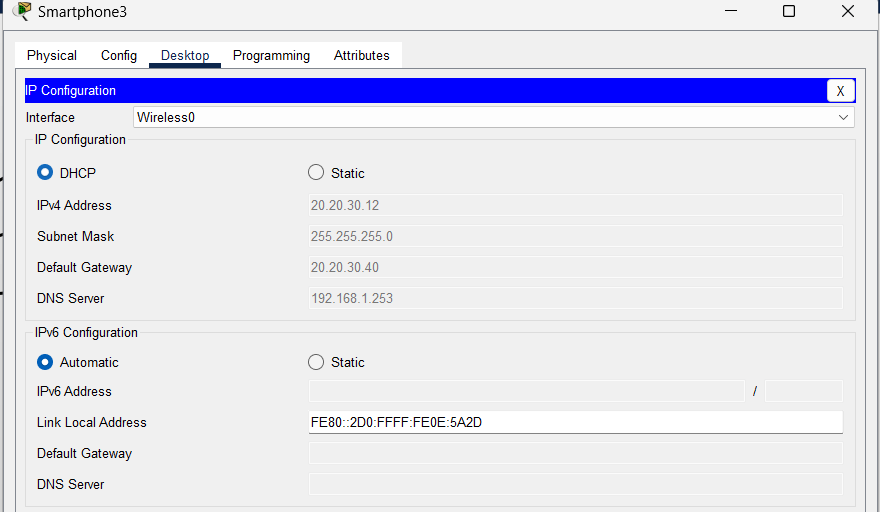 Smartphone3
Physical Config Desktop Programming Attributes
IP Configuration X
Interface Wireless0
IP Configuration
DHCP Static
IPv4 Address 20.20.30.12
Subnet Mask 255.255.255.0
Default Gateway 20.20.30.40
DNS Server 192.168.1.253
IPv6 Configuration
Automatic Static
IPv6 Address /
Link Local Address FE80::2D0:FFFF:FE0E:5A2D
Default Gateway
DNS Server